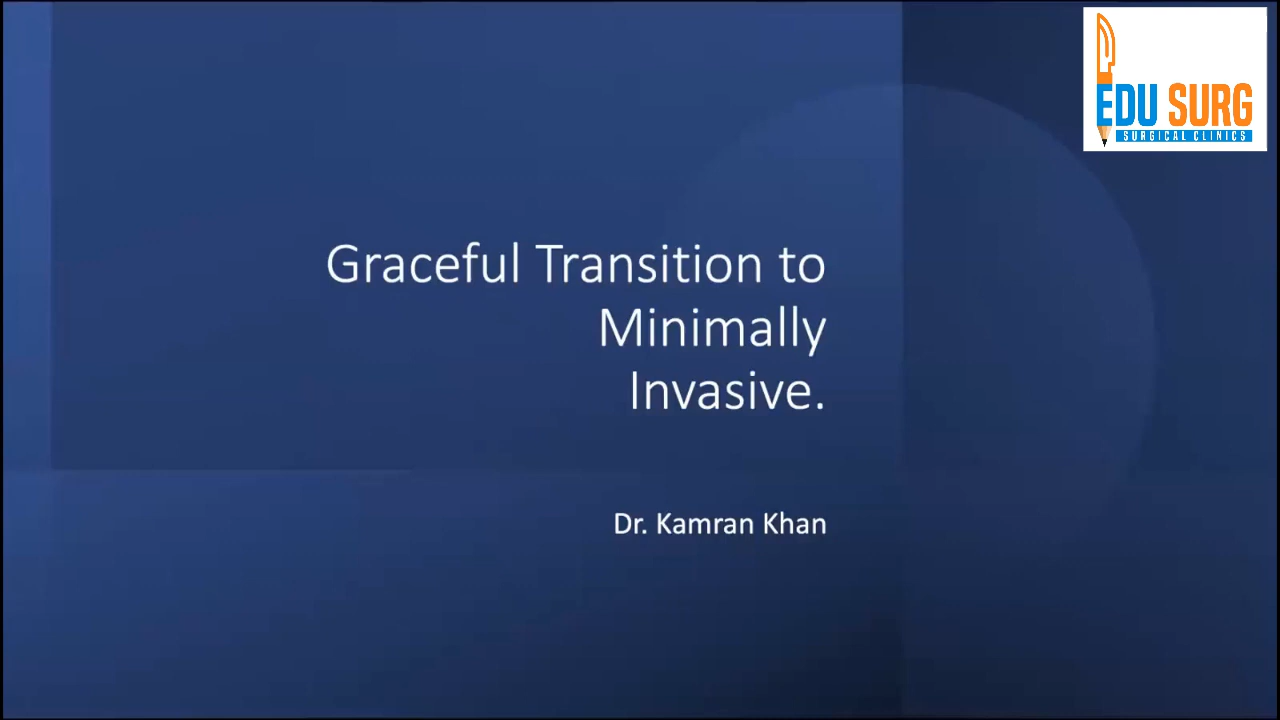 EDU SURG
SURGICAL CLINICS
Graceful Transition to
Minimally
Invasive.
Dr. Kamran Khan